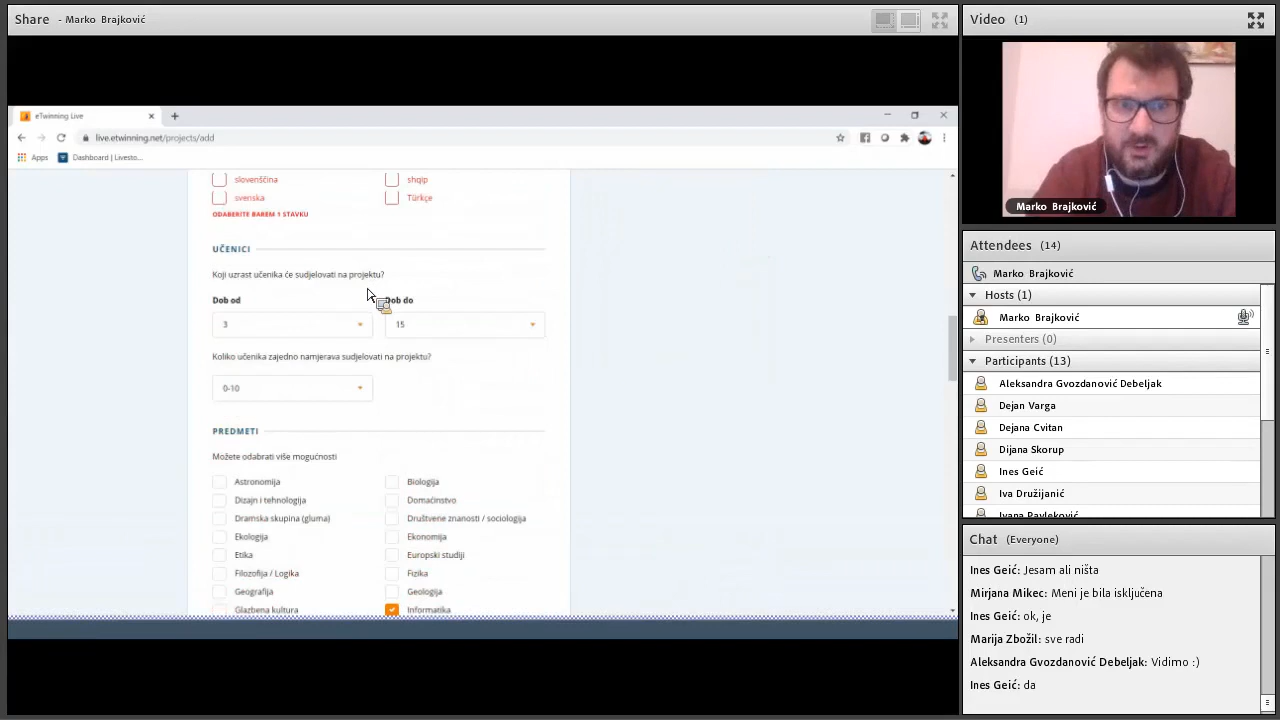 Share - Marko Brajković
eTwinning Live
live.etwinning.net/projects/add
Apps Dashboard | Livesto...
slovenščina shqip
svenska Türkçe
ODABERITE BAREM 1 STAVKU
UČENICI
Koji uzrast učenika će sudjelovati na projektu?
Dob od Dob do
3 15
Koliko učenika zajedno namjerava sudjelovati na projektu?
0-10
PREDMETI
Možete odabrati više mogućnosti
Astronomija Biologija
Dizajn i tehnologija Domaćinstvo
Dramska skupina (gluma) Društvene znanosti / sociologija
Ekologija Ekonomija
Etika Europski studiji
Filozofija / Logika Fizika
Geografija Geologija
Glazbena kultura Informatika
Video (1)
Marko Brajković
Attendees (14)
Marko Brajković
Hosts (1)
Marko Brajković
Presenters (0)
Participants (13)
Aleksandra Gvozdanović Debeljak
Dejan Varga
Dejana Cvitan
Dijana Skorup
Ines Geić
Iva Družijanić
Ivana Pavleković
Chat (Everyone)
Ines Geić: Jesam ali ništa
Mirjana Mikec: Meni je bila isključena
Ines Geić: ok, je
Marija Zbožil: sve radi
Aleksandra Gvozdanović Debeljak: Vidimo :)
Ines Geić: da